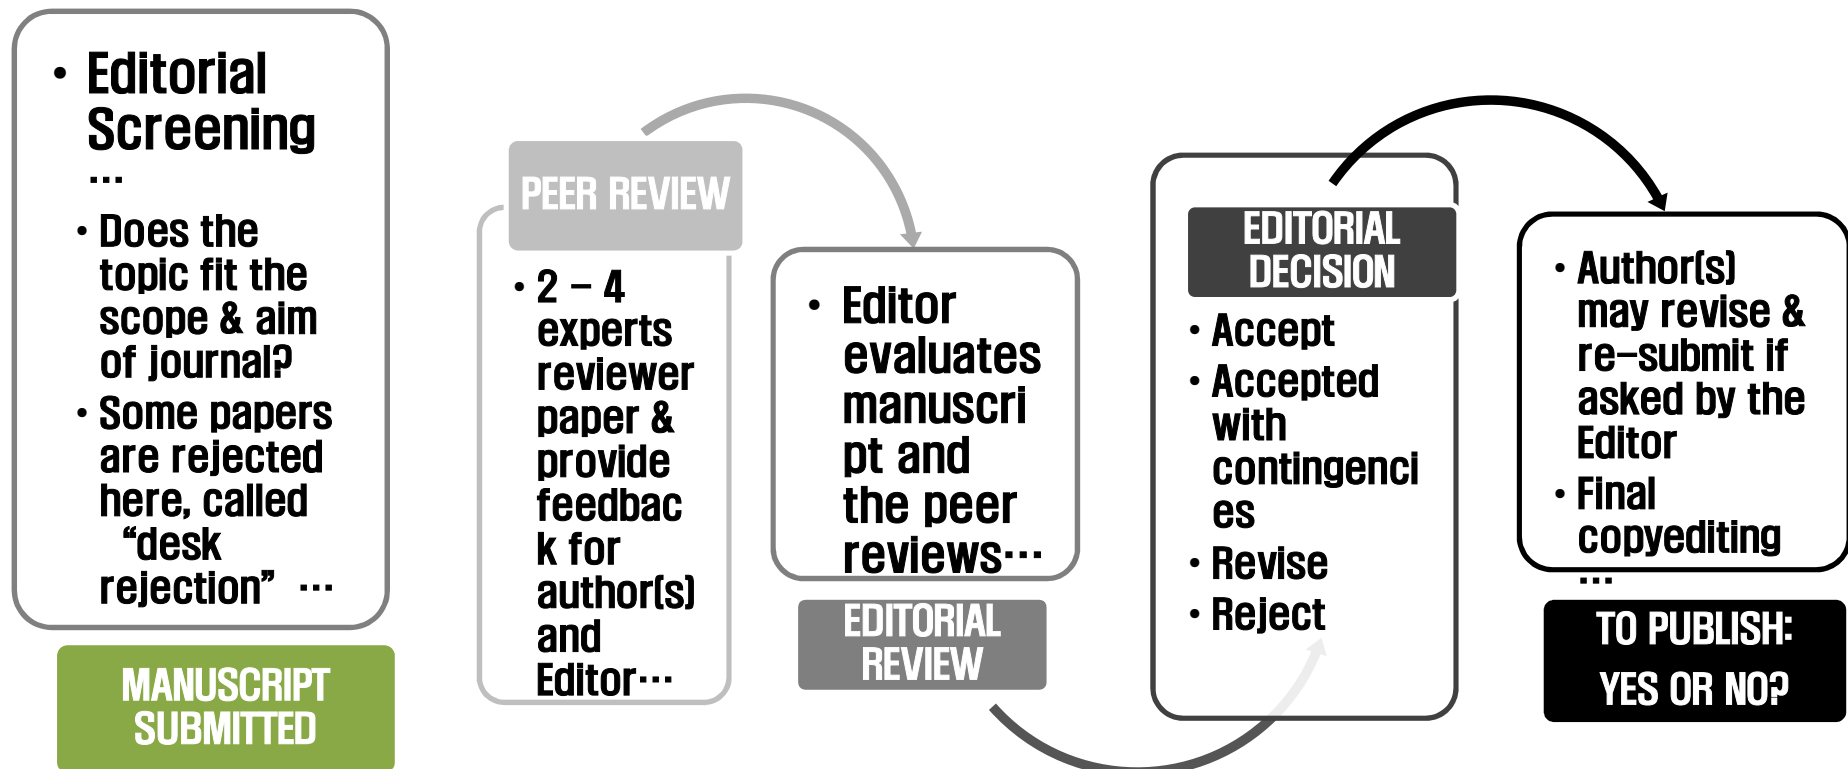 • Editorial
Screening
…
• Does the
topic fit the
scope & aim
of journal?
• Some papers
are rejected
here, called
“desk
rejection” …
MANUSCRIPT
SUBMITTED
PEER REVIEW
• 2 – 4
experts
reviewer
paper &
provide
feedbac
k for
author(s)
and
Editor…
• Editor
evaluates
manuscri
pt and
the peer
reviews…
EDITORIAL
REVIEW
EDITORIAL
DECISION
• Accept
• Accepted
with
contingenci
es
• Revise
• Reject
• Author(s)
may revise &
re-submit if
asked by the
Editor
• Final
copyediting
…
TO PUBLISH:
YES OR NO?